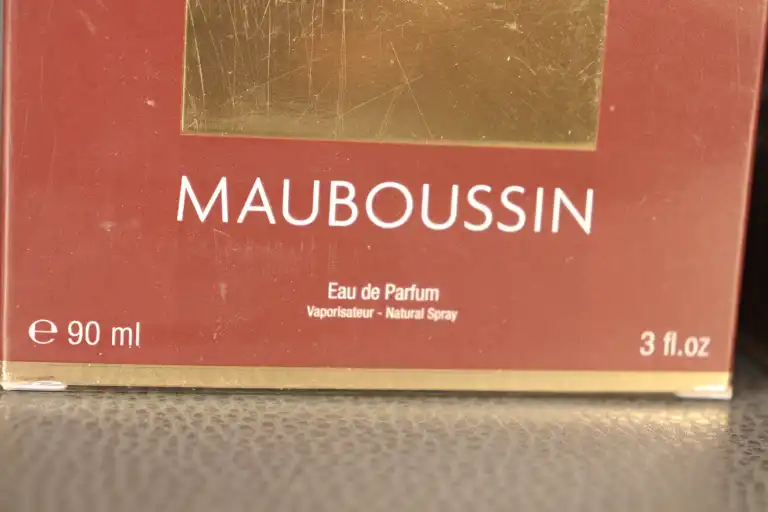 MAUBOUSSIN
Eau de Parfum
Vaporisateur - Natural Spray
℮ 90 ml
3 fl.oz